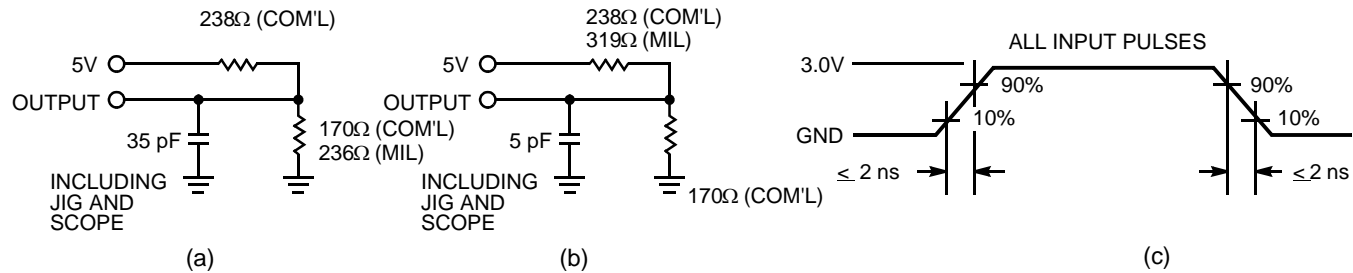 238Ω (COM'L)
5V
OUTPUT
35 pF
170Ω (COM'L)
236Ω (MIL)
INCLUDING
JIG AND
SCOPE
(a)
238Ω (COM'L)
319Ω (MIL)
5V
OUTPUT
5 pF
INCLUDING
JIG AND
SCOPE
170Ω (COM'L)
(b)
ALL INPUT PULSES
3.0V
90%
10%
GND
≤ 2 ns
90%
10%
≤ 2 ns
(c)